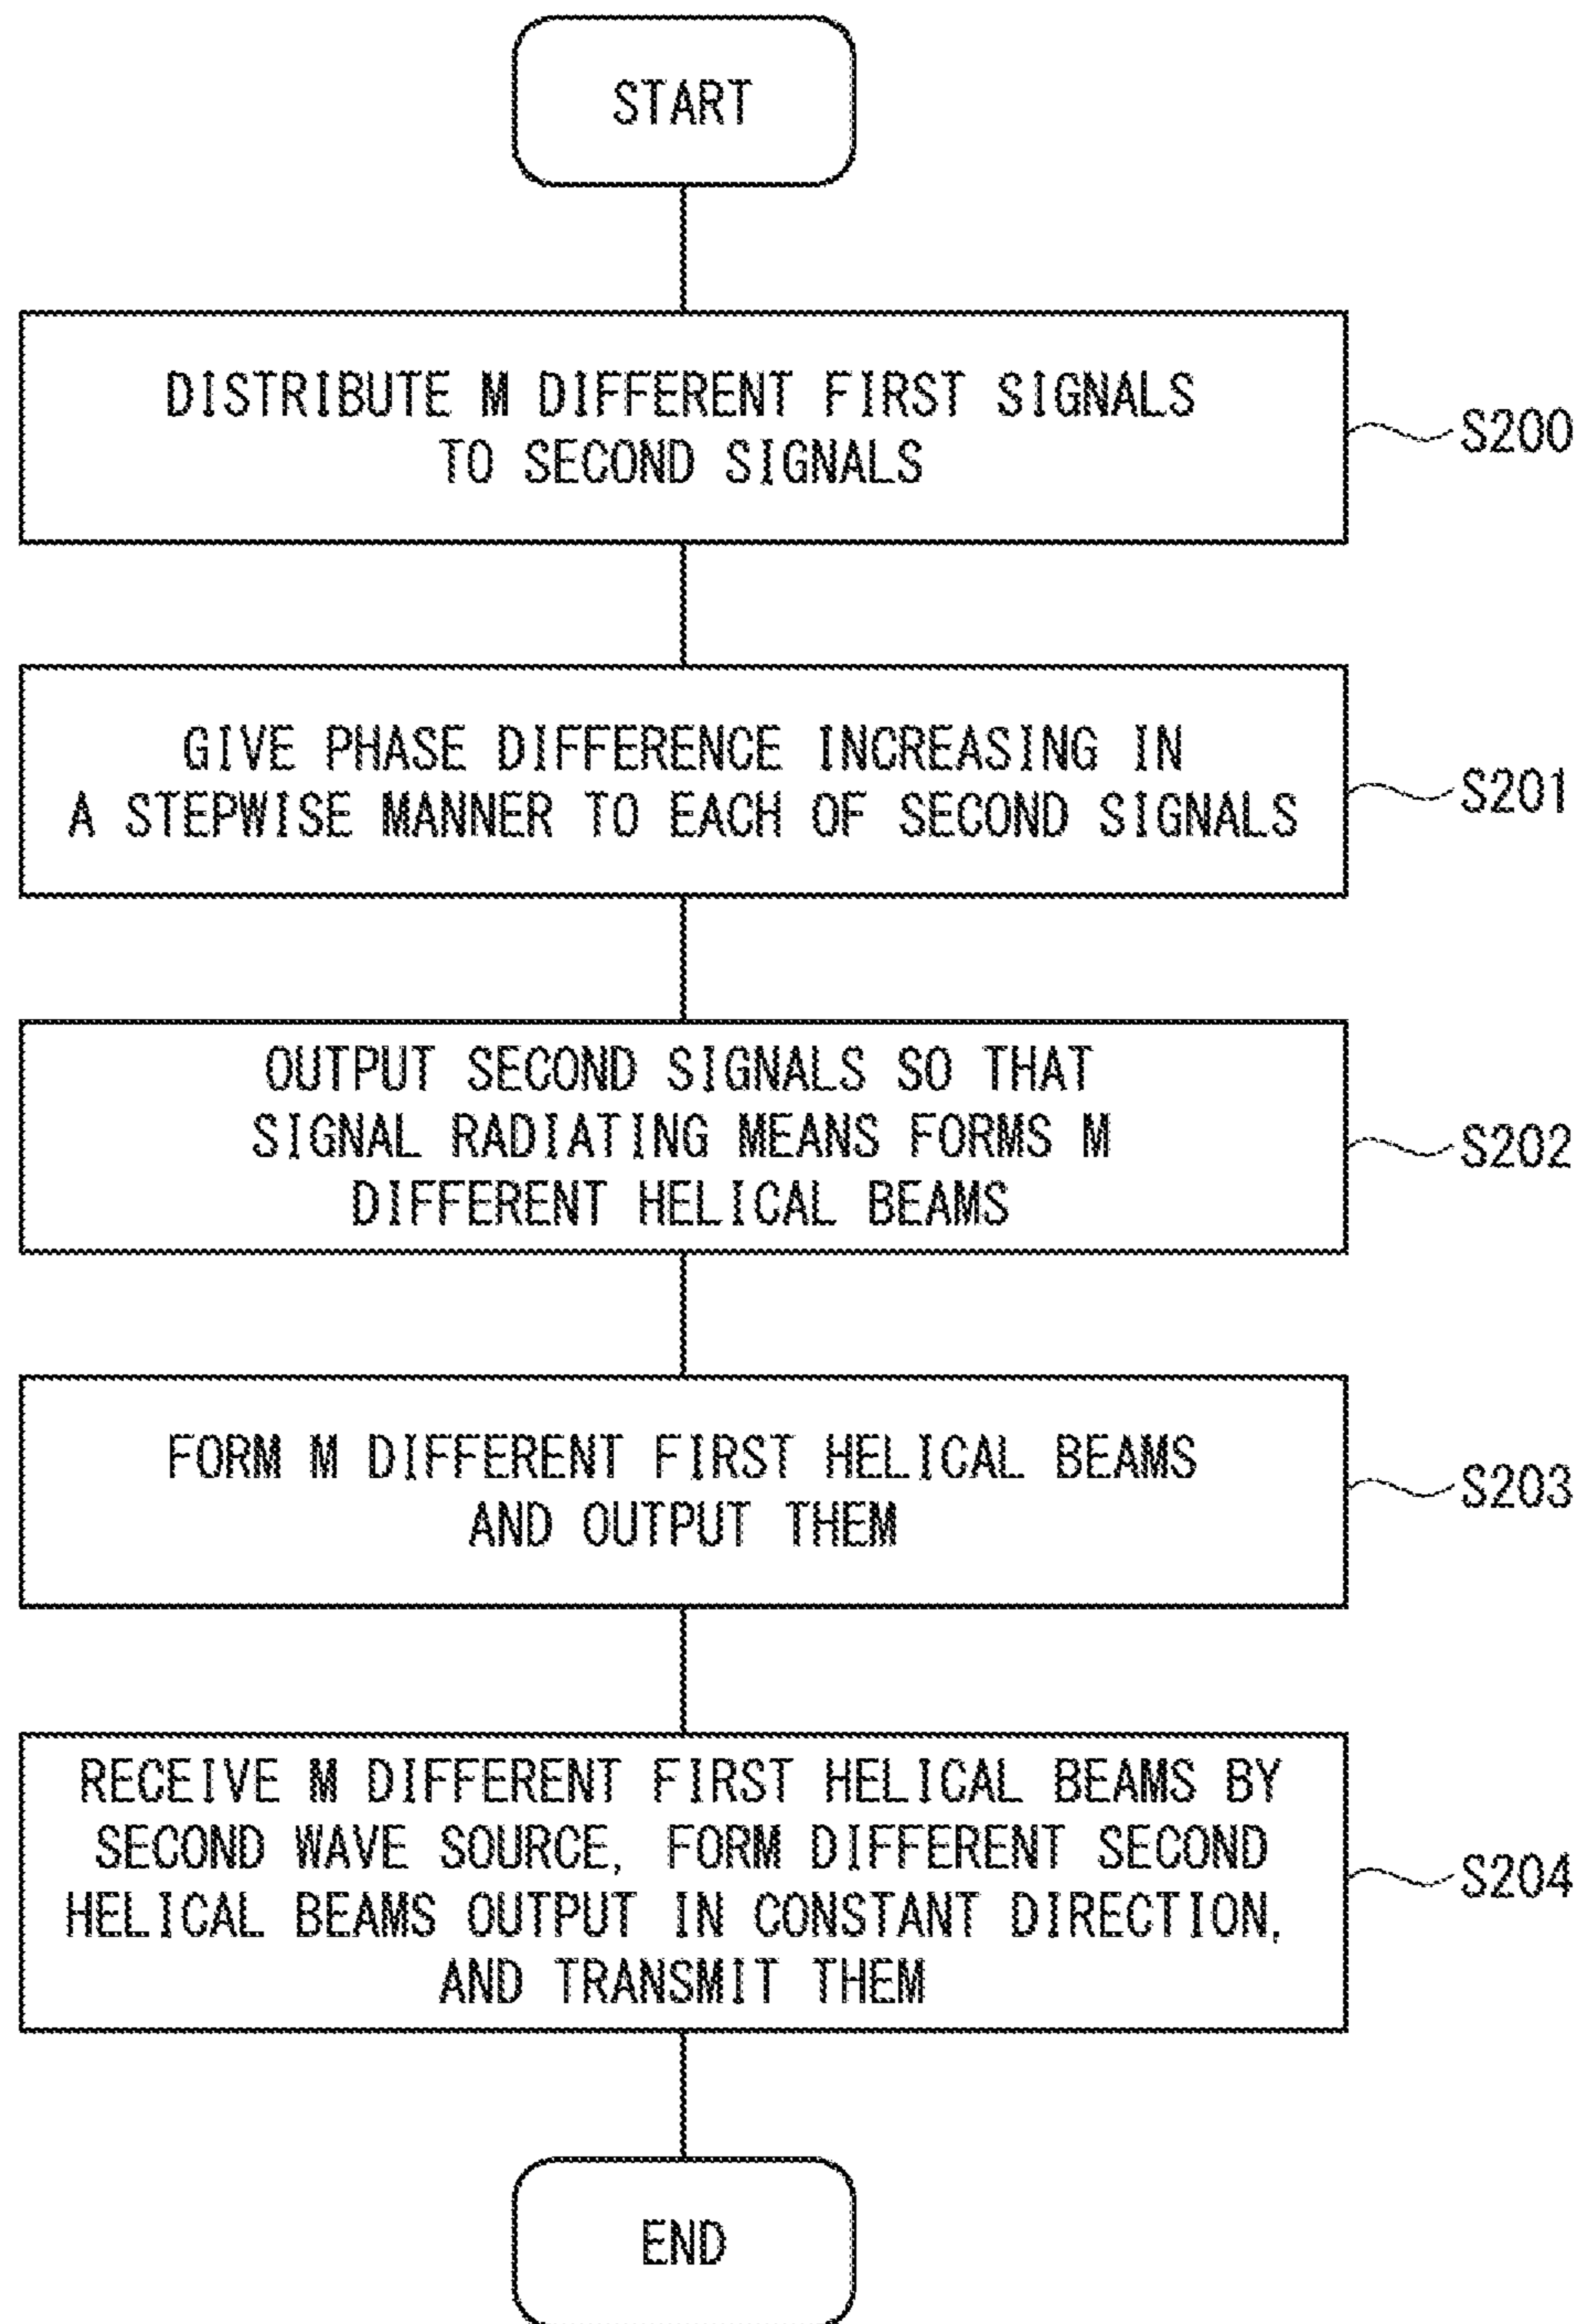 START
DISTRIBUTE M DIFFERENT FIRST SIGNALS
TO SECOND SIGNALS
S200
GIVE PHASE DIFFERENCE INCREASING IN
A STEPWISE MANNER TO EACH OF SECOND SIGNALS
S201
OUTPUT SECOND SIGNALS SO THAT
SIGNAL RADIATING MEANS FORMS M
DIFFERENT HELICAL BEAMS
S202
FORM M DIFFERENT FIRST HELICAL BEAMS
AND OUTPUT THEM
S203
RECEIVE M DIFFERENT FIRST HELICAL BEAMS BY
SECOND WAVE SOURCE, FORM DIFFERENT SECOND
HELICAL BEAMS OUTPUT IN CONSTANT DIRECTION,
AND TRANSMIT THEM
S204
END